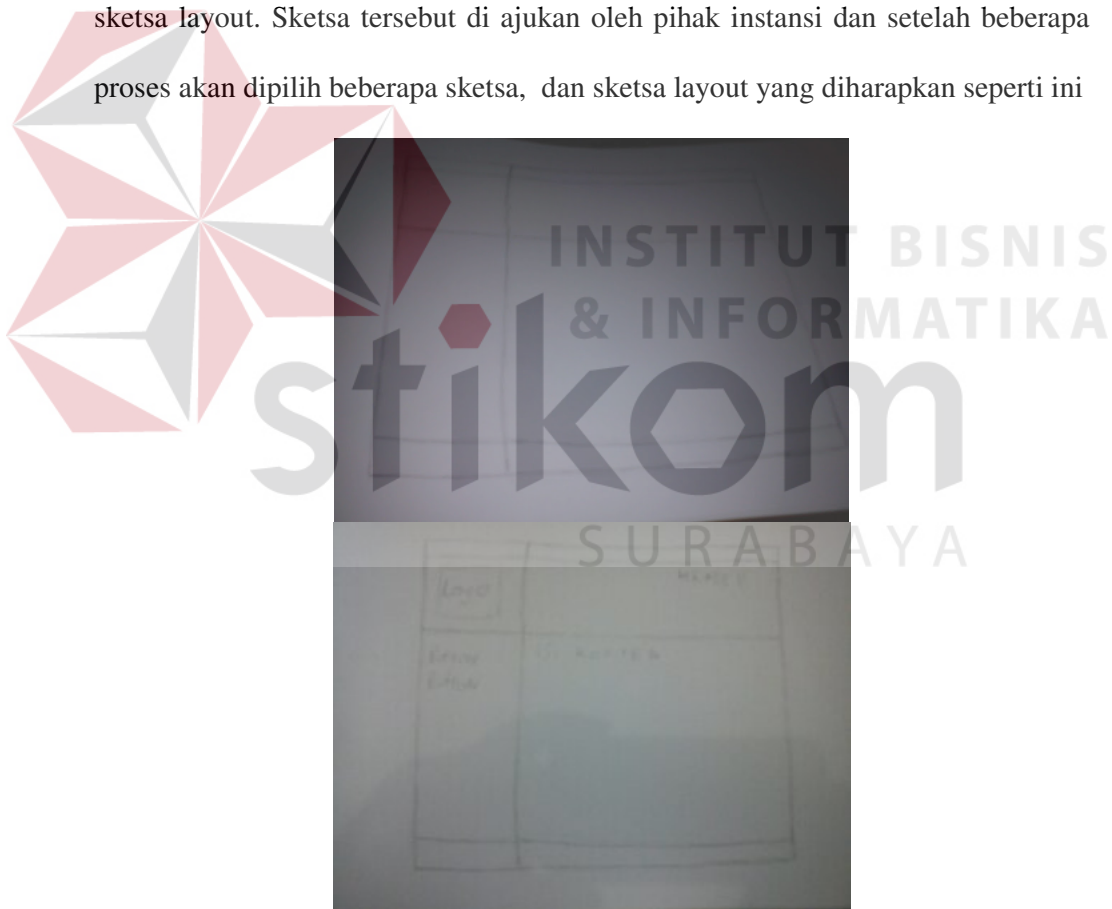 sketsa layout. Sketsa tersebut di ajukan oleh pihak instansi dan setelah beberapa
proses akan dipilih beberapa sketsa, dan sketsa layout yang diharapkan seperti ini
INSTITUT BISNIS
& INFORMATIKA
stikom
SURABAYA
Logo